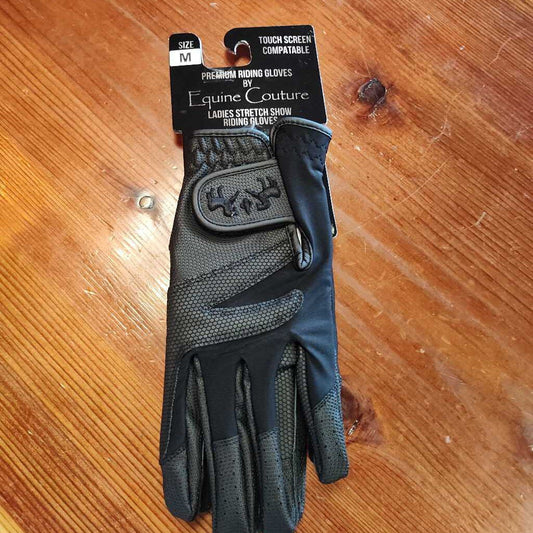 SIZE
M
TOUCH SCREEN
COMPATABLE
PREMIUM RIDING GLOVES
BY
Equine Couture
LADIES STRETCH SHOW
RIDING GLOVES